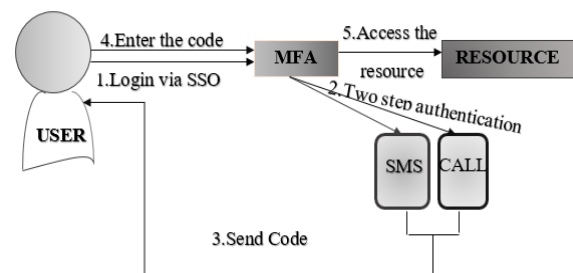 4.Enter the code
5.Access the
MFA
RESOURCE
1.Login via SSO
resource
2.Two step authentication
USER
SMS
CALL
3.Send Code